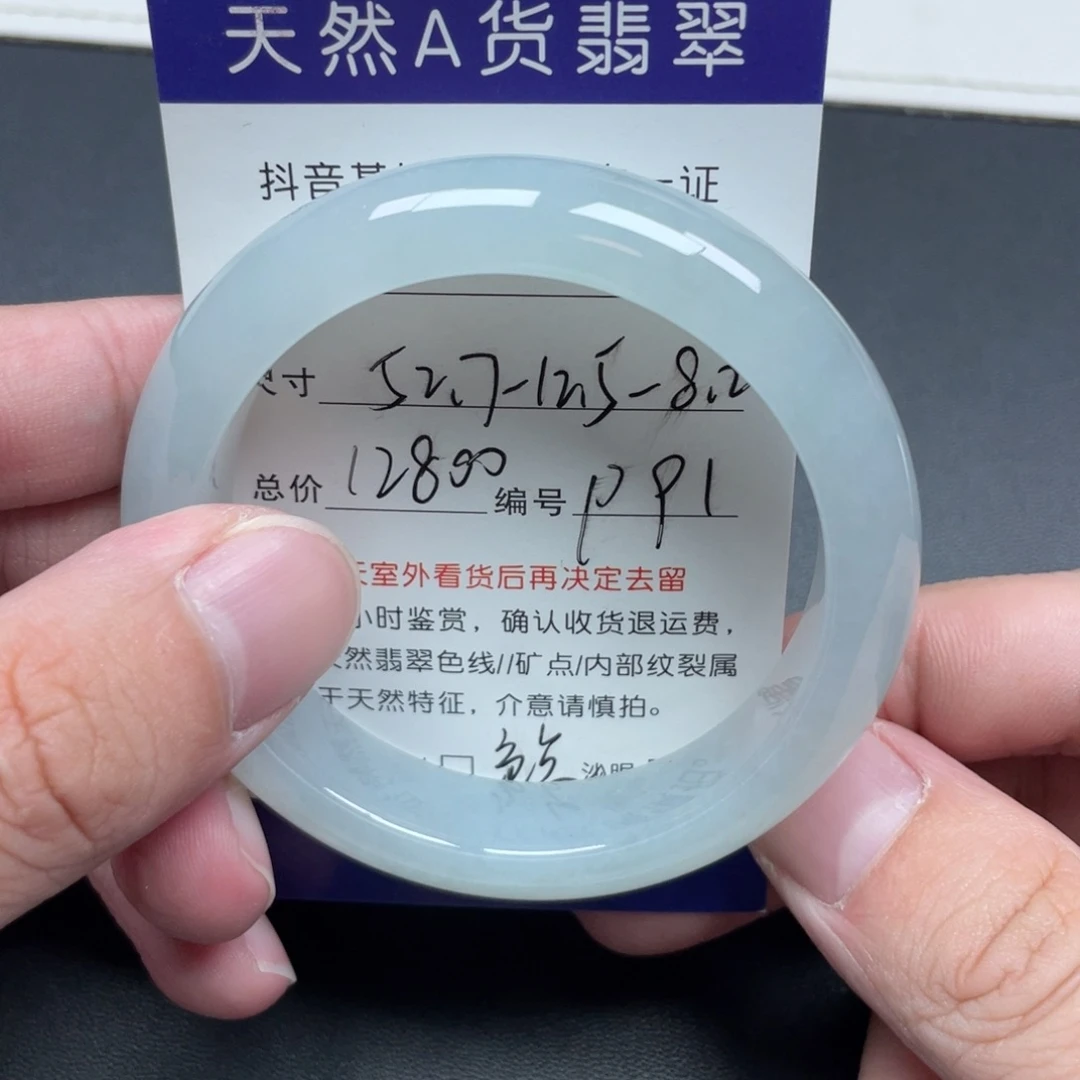 天然A货翡翠
抖音基 一证
寸 52.7-12.5-8.2
总价 12800 编号 P91
室外看货后再决定去留
小时鉴赏，确认收货退运费，
然翡翠色线//矿点/内部纹裂属
于天然特征，介意请慎拍。